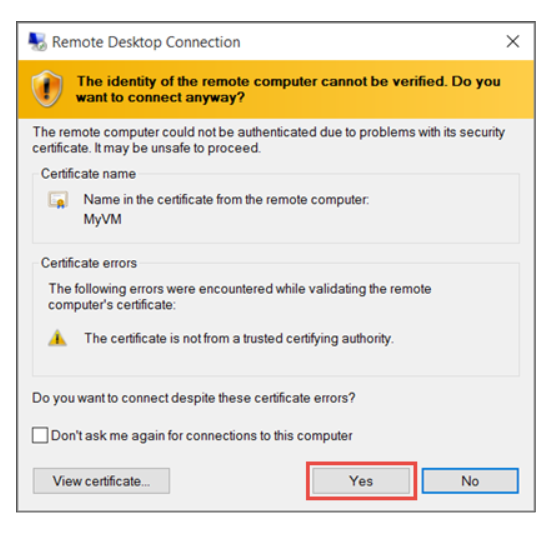 Remote Desktop Connection
The identity of the remote computer cannot be verified. Do you
want to connect anyway?
The remote computer could not be authenticated due to problems with its security
certificate. It may be unsafe to proceed.
Certificate name
Name in the certificate from the remote computer:
MyVM
Certificate errors
The following errors were encountered while validating the remote
computer's certificate:
The certificate is not from a trusted certifying authority.
Do you want to connect despite these certificate errors?
Don't ask me again for connections to this computer
View certificate...
Yes
No